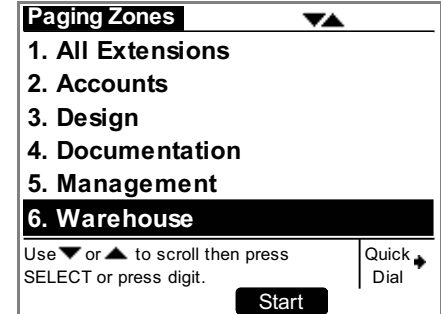 Paging Zones ▼▲
1. All Extensions
2. Accounts
3. Design
4. Documentation
5. Management
6. Warehouse
Use ▼ or ▲ to scroll then press
SELECT or press digit.
Quick
Dial
Start